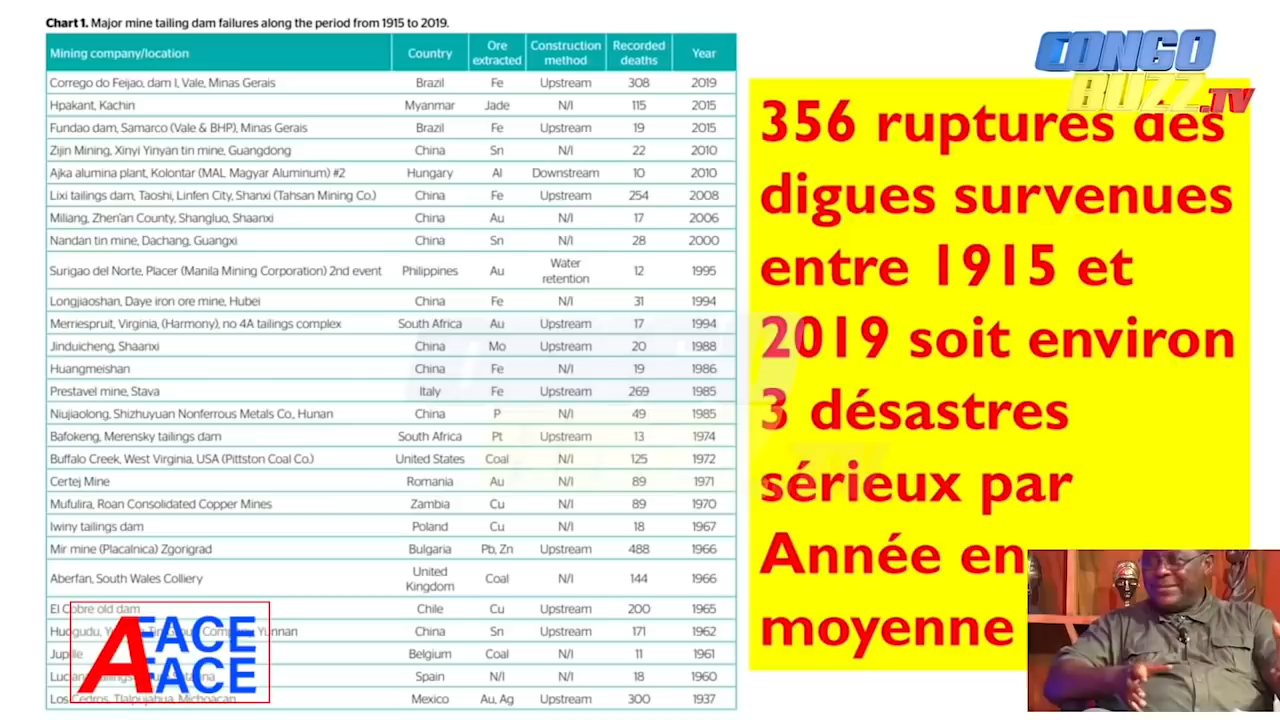 Chart 1. Major mine tailing dam failures along the period from 1915 to 2019.
Mining company/location Country Ore extracted Construction method Recorded deaths Year
Corrego do Feijao, dam I, Vale, Minas Gerais Brazil Fe Upstream 308 2019
Hpakant, Kachin Myanmar Jade N/I 115 2015
Fundao dam, Samarco (Vale & BHP), Minas Gerais Brazil Fe Upstream 19 2015
Zijin Mining, Xinyi Yinyan tin mine, Guangdong China Sn N/I 22 2010
Ajka alumina plant, Kolontar (MAL Magyar Aluminum) #2 Hungary Al Downstream 10 2010
Lixi tailings dam, Taoshi, Linfen City, Shanxi (Tahsan Mining Co.) China Fe Upstream 254 2008
Miliang, Zhen'an County, Shangluo, Shaanxi China Au N/I 17 2006
Nandan tin mine, Dachang, Guangxi China Sn N/I 28 2000
Surigao del Norte, Placer (Manila Mining Corporation) 2nd event Philippines Au Water retention 12 1995
Longjiaoshan, Daye iron ore mine, Hubei China Fe N/I 31 1994
Merriespruit, Virginia, (Harmony), no 4A tailings complex South Africa Au Upstream 17 1994
Jinduicheng, Shaanxi China Mo Upstream 20 1988
Huangmeishan China Fe N/I 19 1986
Prestavel mine, Stava Italy Fe Upstream 269 1985
Niujiaolong, Shizhuyuan Nonferrous Metals Co., Hunan China P N/I 49 1985
Bafokeng, Merensky tailings dam South Africa Pt Upstream 13 1974
Buffalo Creek, West Virginia, USA (Pittston Coal Co.) United States Coal N/I 125 1972
Certej Mine Romania Au N/I 89 1971
Mufulira, Roan Consolidated Copper Mines Zambia Cu N/I 89 1970
Iwiny tailings dam Poland Cu N/I 18 1967
Mir mine (Placalnica) Zgorigrad Bulgaria Pb, Zn Upstream 488 1966
Aberfan, South Wales Colliery United Kingdom Coal N/I 144 1966
El Cobre old dam Chile Cu Upstream 200 1965
Yunnan China Sn Upstream 171 1962
Belgium Coal N/I 11 1961
Spain N/I N/I 18 1960
Los Cedros, Tlalpujahua, Michoacan Mexico Au, Ag Upstream 300 1937
CONGO
BUZZ.TV
356 ruptures des
digues survenues
entre 1915 et
2019 soit environ
3 désastres
sérieux par
Année en
moyenne
FACE
A FACE